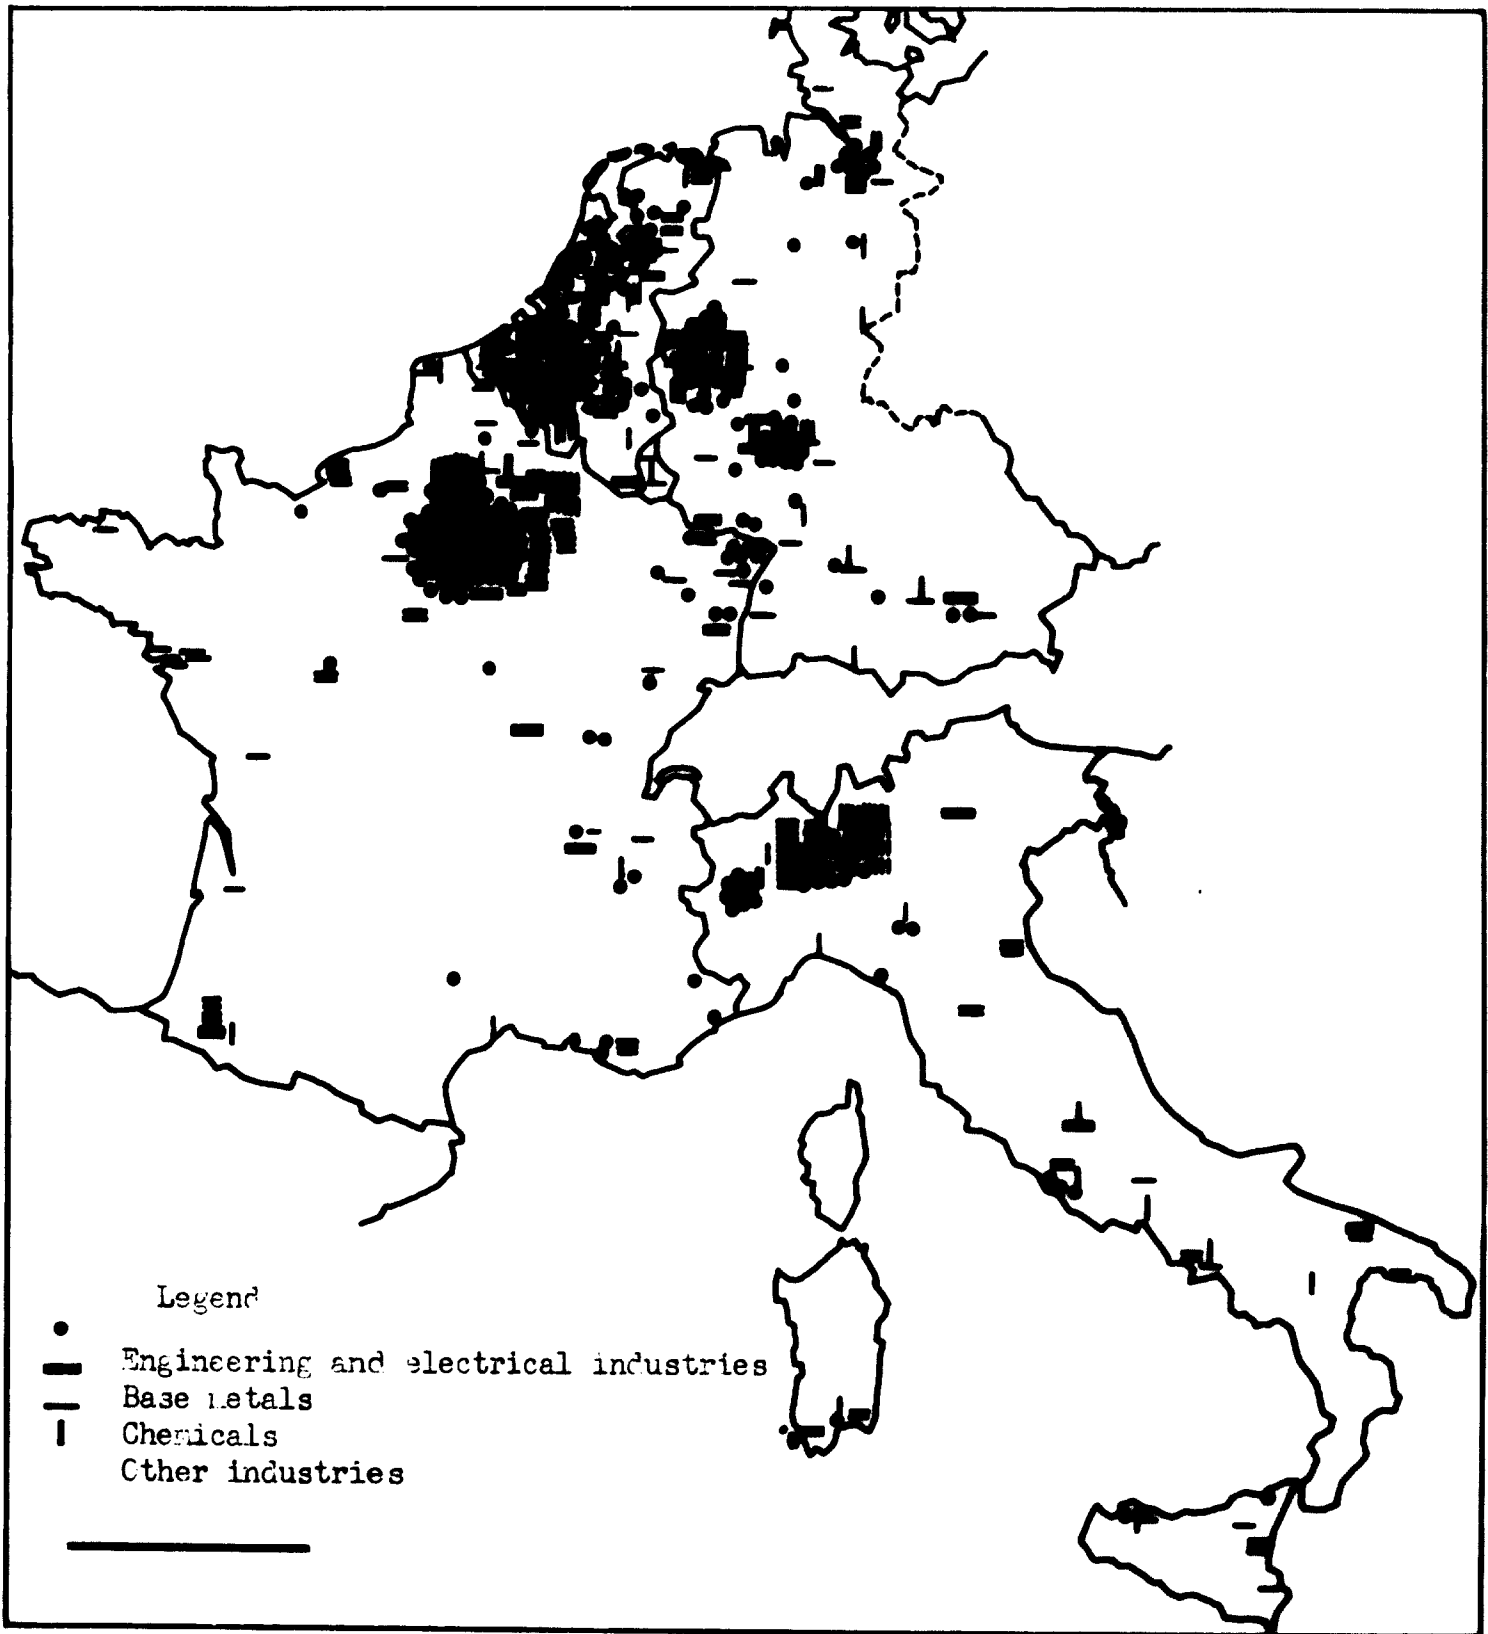 Legend
Engineering and electrical industries
Base Metals
Chemicals
Other industries